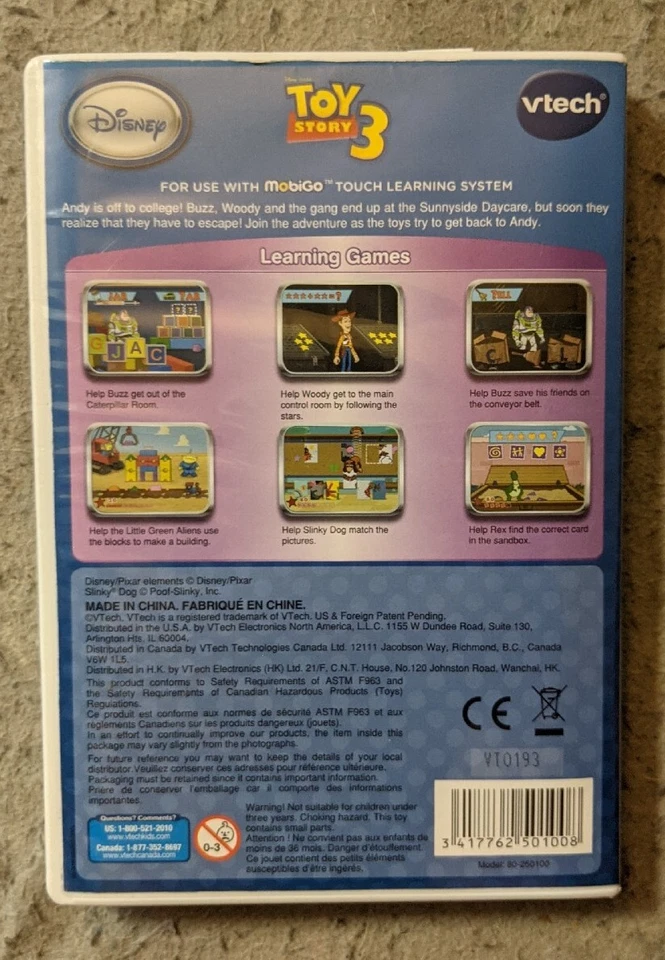 Disney
Disney·PIXAR
TOY
STORY 3
vtech®
FOR USE WITH MobiGo™ TOUCH LEARNING SYSTEM
Andy is off to college! Buzz, Woody and the gang end up at the Sunnyside Daycare, but soon they
realize that they have to escape! Join the adventure as the toys try to get back to Andy.
Learning Games
G J A C
★★★+★★★=?
TELL
C
Help Buzz get out of the
Caterpillar Room.
Help Woody get to the main
control room by following the
stars.
Help Buzz save his friends on
the conveyor belt.
Help the Little Green Aliens use
the blocks to make a building.
Help Slinky Dog match the
pictures.
Help Rex find the correct card
in the sandbox.
Disney/Pixar elements © Disney/Pixar
Slinky® Dog © Poof-Slinky, Inc.
MADE IN CHINA. FABRIQUÉ EN CHINE.
©VTech. VTech is a registered trademark of VTech. US & Foreign Patent Pending.
Distributed in the U.S.A. by VTech Electronics North America, L.L.C. 1155 W Dundee Road, Suite 130,
Arlington Hts, IL 60004.
Distributed in Canada by VTech Technologies Canada Ltd. 12111 Jacobson Way, Richmond, B.C., Canada
V6W 1L5.
Distributed in H.K. by VTech Electronics (HK) Ltd. 21/F, C.N.T. House, No.120 Johnston Road, Wanchai, HK.
This product conforms to Safety Requirements of ASTM F963 and
the Safety Requirements of Canadian Hazardous Products (Toys)
Regulations.
Ce produit est conforme aux normes de sécurité ASTM F963 et aux
règlements Canadiens sur les produits dangereux (jouets).
In an effort to continually improve our products, the item inside this
package may vary slightly from the photographs.
For future reference you may want to keep the details of your local
distributor.Veuillez conserver ces adresses pour référence ultérieure.
Packaging must be retained since it contains important information.
Prière de conserver l'emballage car il comporte des informations
importantes.
CE
VT0193
Questions? Comments?
US: 1-800-521-2010
www.vtechkids.com
Canada: 1-877-352-8697
www.vtechcanada.com
0-3
Warning! Not suitable for children under
three years. Choking hazard. This toy
contains small parts.
Attention ! Ne convient pas aux enfants de
moins de 36 mois. Danger d'étouffement.
Ce jouet contient des petits éléments
susceptibles d'être ingérés.
3 417762 501008
Model: 80-250100